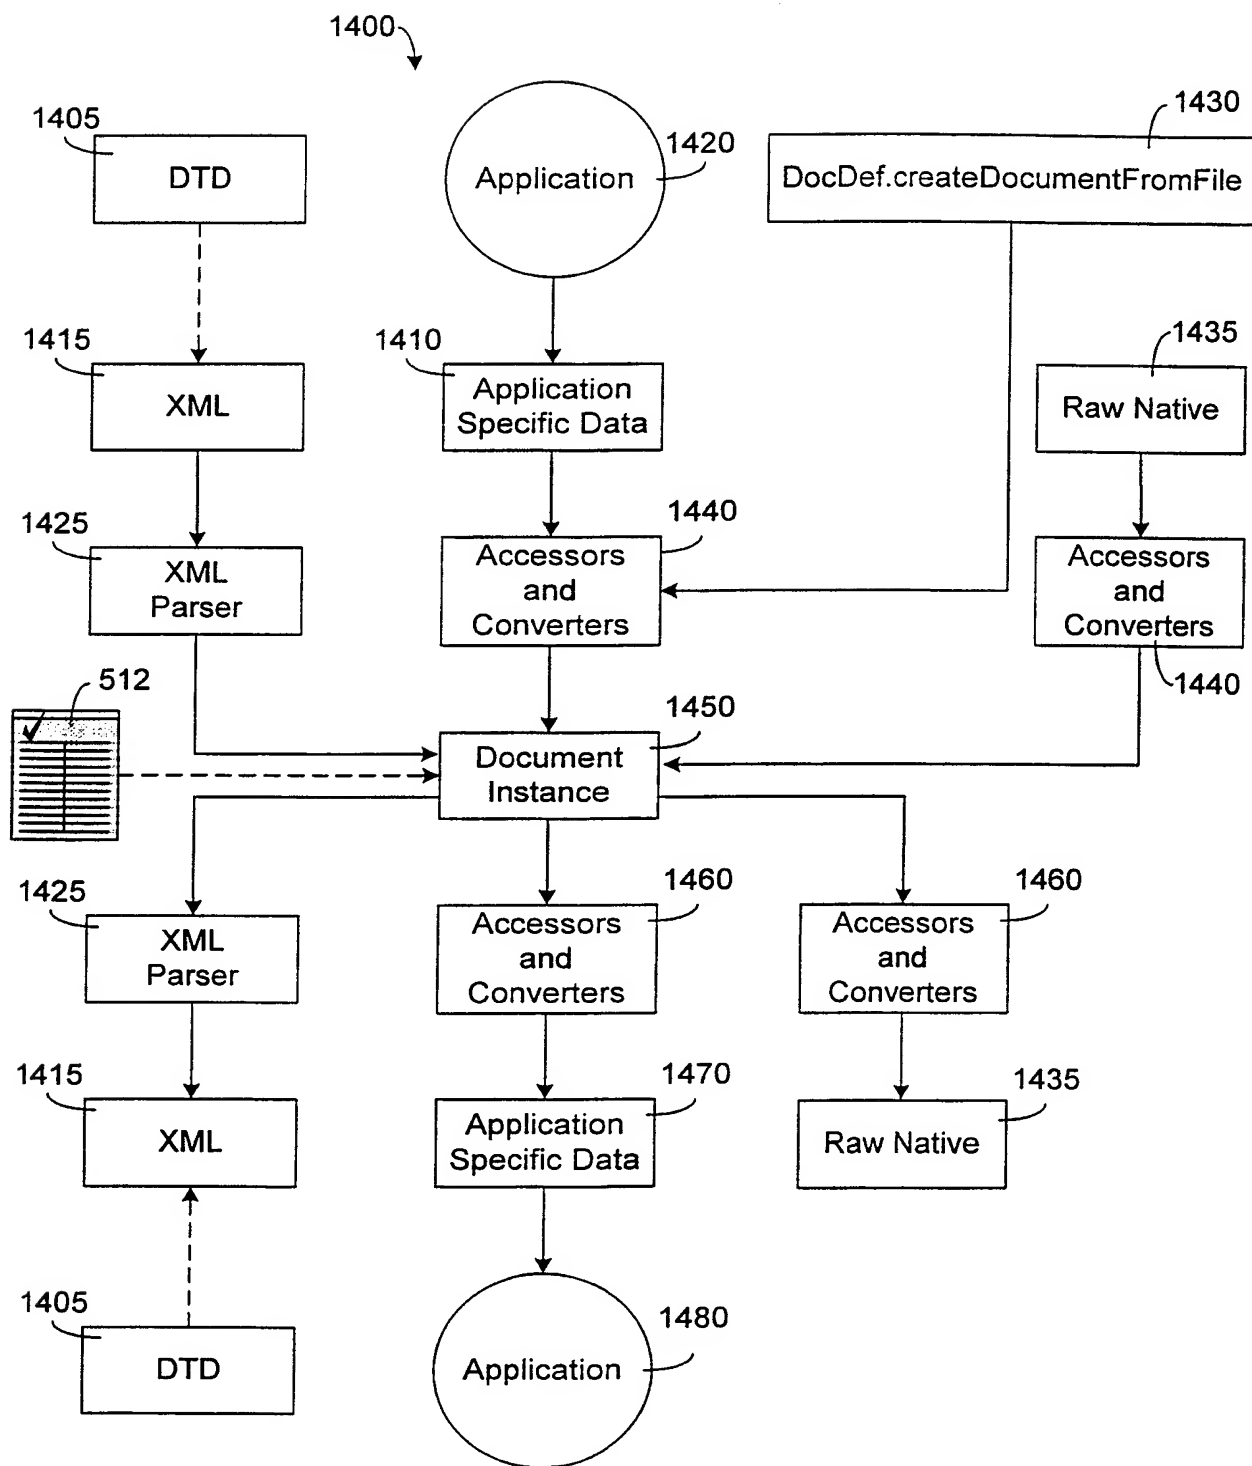 1400
1405
DTD
1420
Application
1430
DocDef.createDocumentFromFile
1415
XML
1410
Application
Specific Data
1435
Raw Native
1425
XML
Parser
1440
Accessors
and
Converters
Accessors
and
Converters
1440
512
1450
Document
Instance
1425
XML
Parser
1460
Accessors
and
Converters
1460
Accessors
and
Converters
1415
XML
1470
Application
Specific Data
1435
Raw Native
1405
DTD
1480
Application